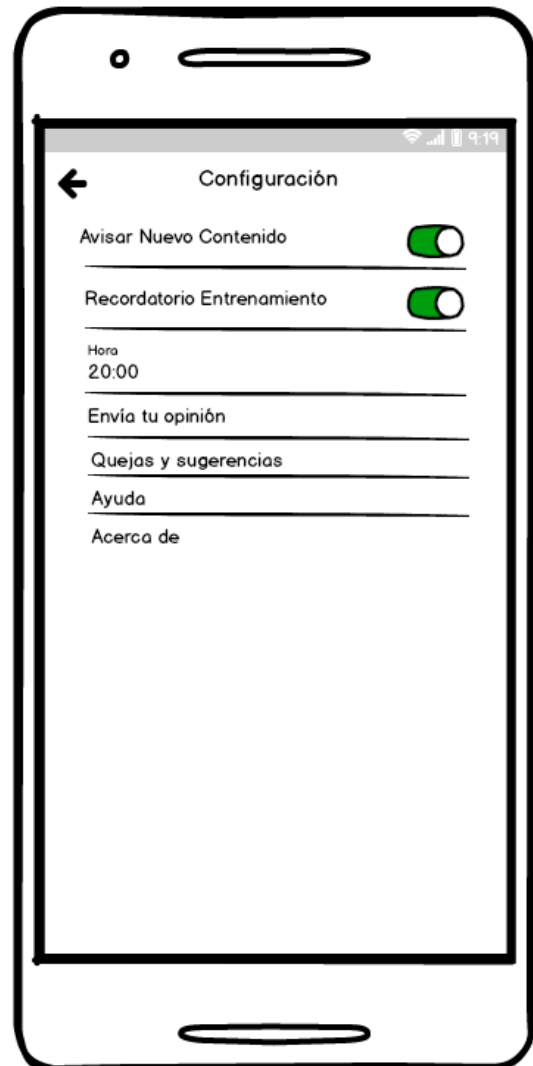 9:19
Configuración
Avisar Nuevo Contenido
Recordatorio Entrenamiento
Hora
20:00
Envía tu opinión
Quejas y sugerencias
Ayuda
Acerca de